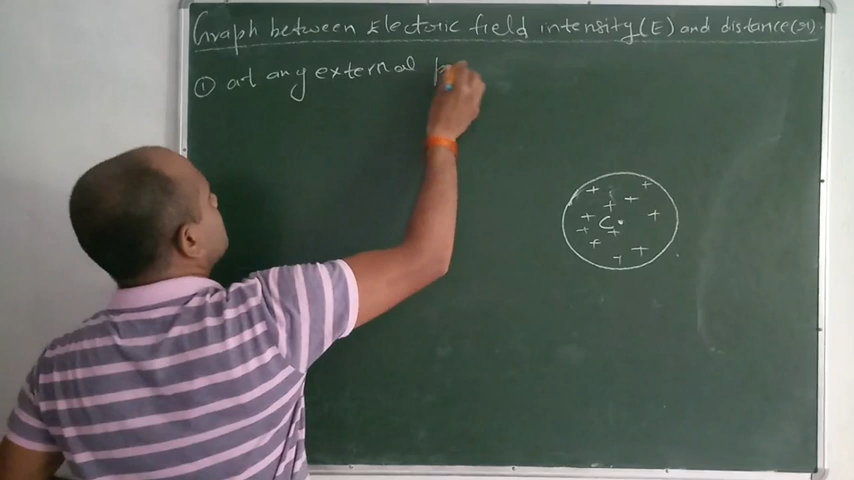 Graph between Electric field intensity (E) and distance (r).
① at any external p
C